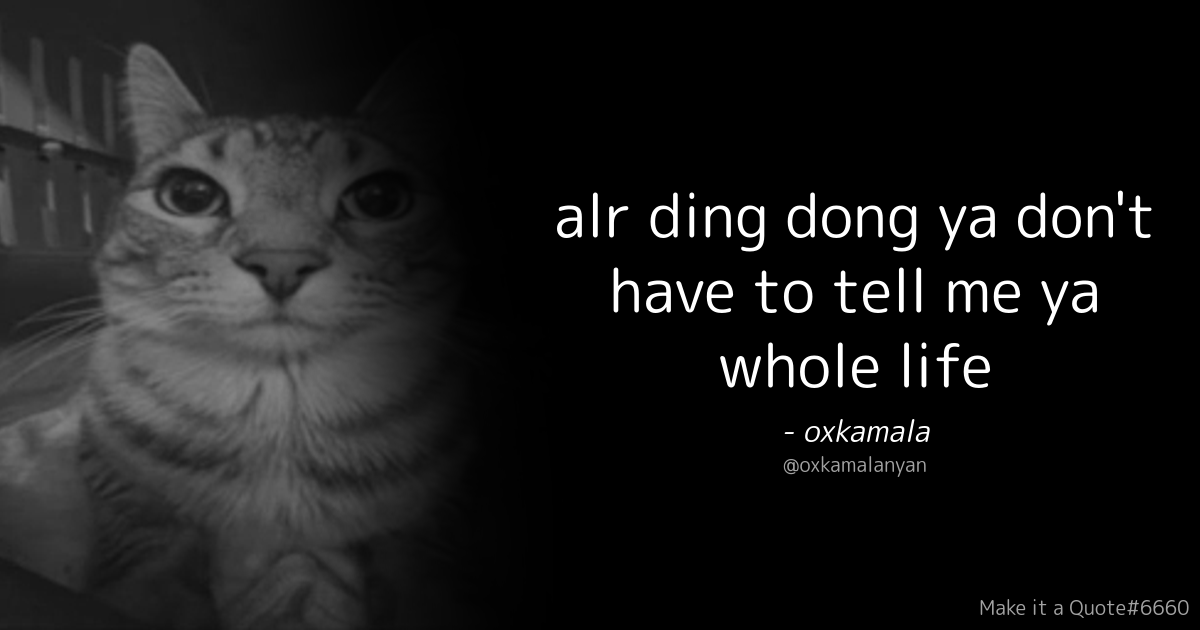 alr ding dong ya don't
have to tell me ya
whole life
- oxkamala
@oxkamalanyan
Make it a Quote#6660